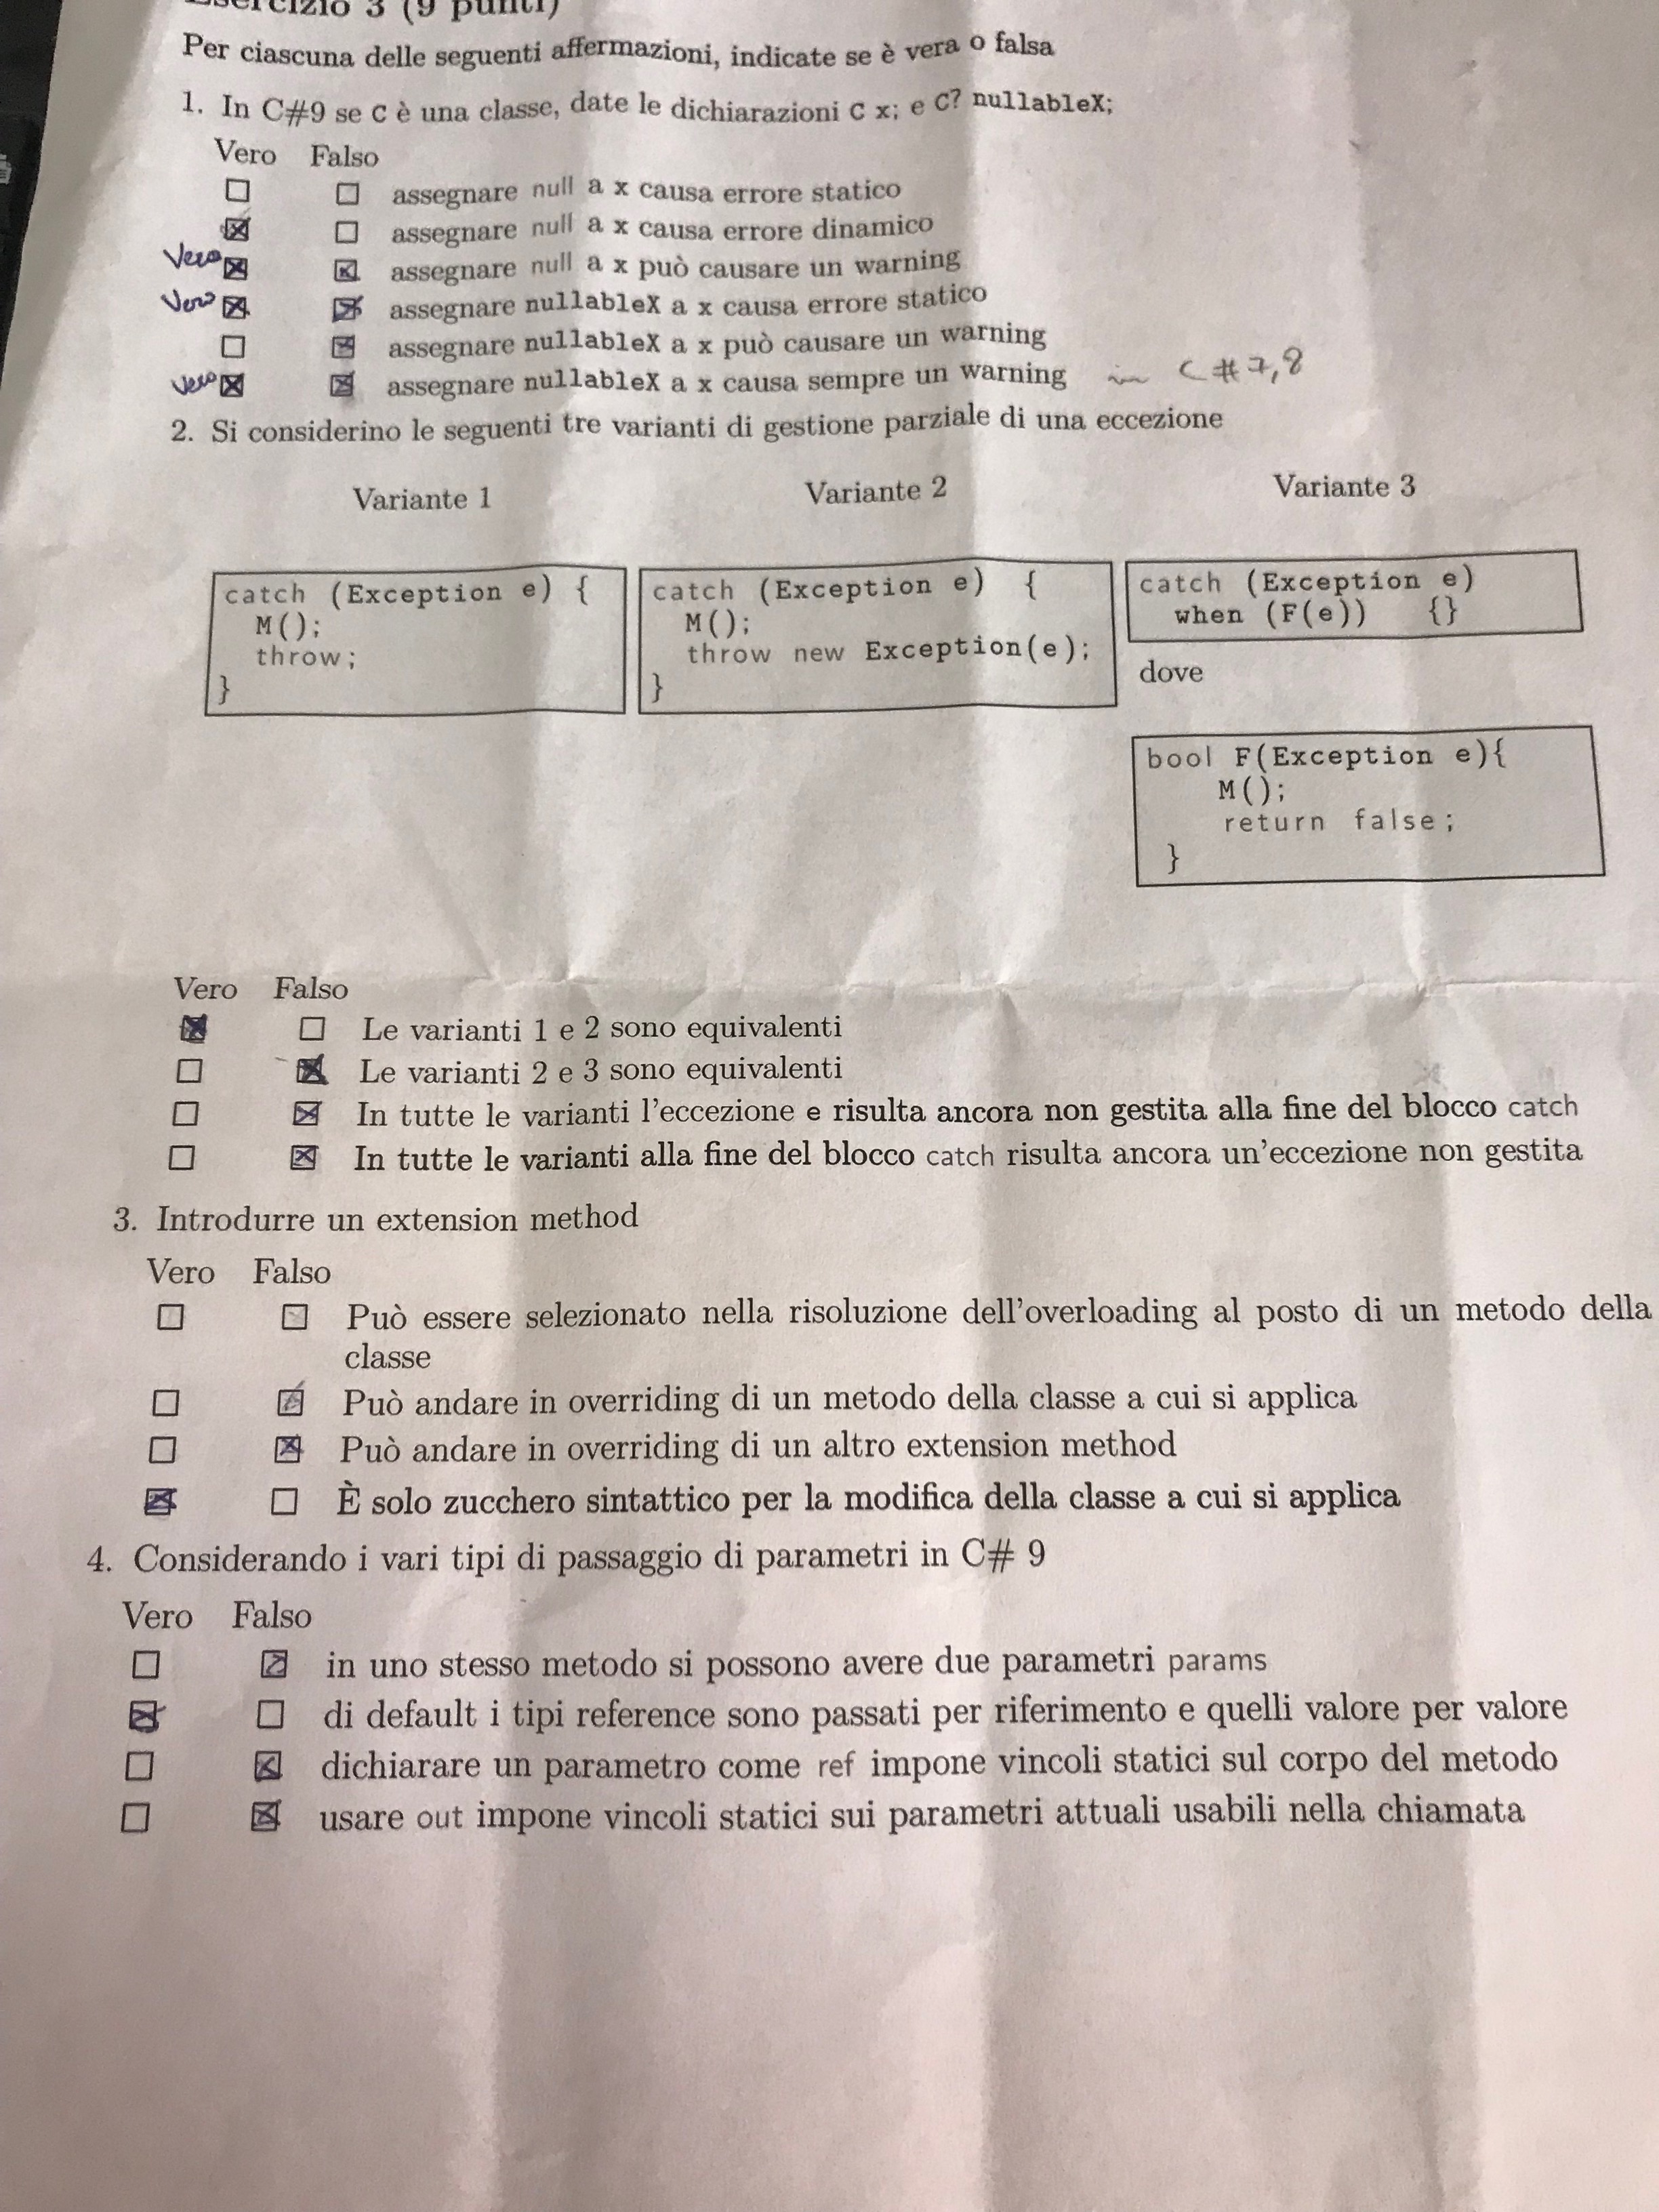 Esercizio 3 (9 punti)
Per ciascuna delle seguenti affermazioni, indicate se è vera o falsa
1. In C#9 se C è una classe, date le dichiarazioni C x; e C? nullableX;
Vero Falso
assegnare null a x causa errore statico
assegnare null a x causa errore dinamico
Vero assegnare null a x può causare un warning
Vero assegnare nullableX a x causa errore statico
assegnare nullableX a x può causare un warning
Vero assegnare nullableX a x causa sempre un warning in C#7,8
2. Si considerino le seguenti tre varianti di gestione parziale di una eccezione
Variante 1 Variante 2 Variante 3
catch (Exception e) {
M();
throw;
}
catch (Exception e) {
M();
throw new Exception(e);
}
catch (Exception e)
when (F(e)) {}
dove
bool F(Exception e){
M();
return false;
}
Vero Falso
Le varianti 1 e 2 sono equivalenti
Le varianti 2 e 3 sono equivalenti
In tutte le varianti l'eccezione e risulta ancora non gestita alla fine del blocco catch
In tutte le varianti alla fine del blocco catch risulta ancora un'eccezione non gestita
3. Introdurre un extension method
Vero Falso
Può essere selezionato nella risoluzione dell'overloading al posto di un metodo della
classe
Può andare in overriding di un metodo della classe a cui si applica
Può andare in overriding di un altro extension method
È solo zucchero sintattico per la modifica della classe a cui si applica
4. Considerando i vari tipi di passaggio di parametri in C# 9
Vero Falso
in uno stesso metodo si possono avere due parametri params
di default i tipi reference sono passati per riferimento e quelli valore per valore
dichiarare un parametro come ref impone vincoli statici sul corpo del metodo
usare out impone vincoli statici sui parametri attuali usabili nella chiamata